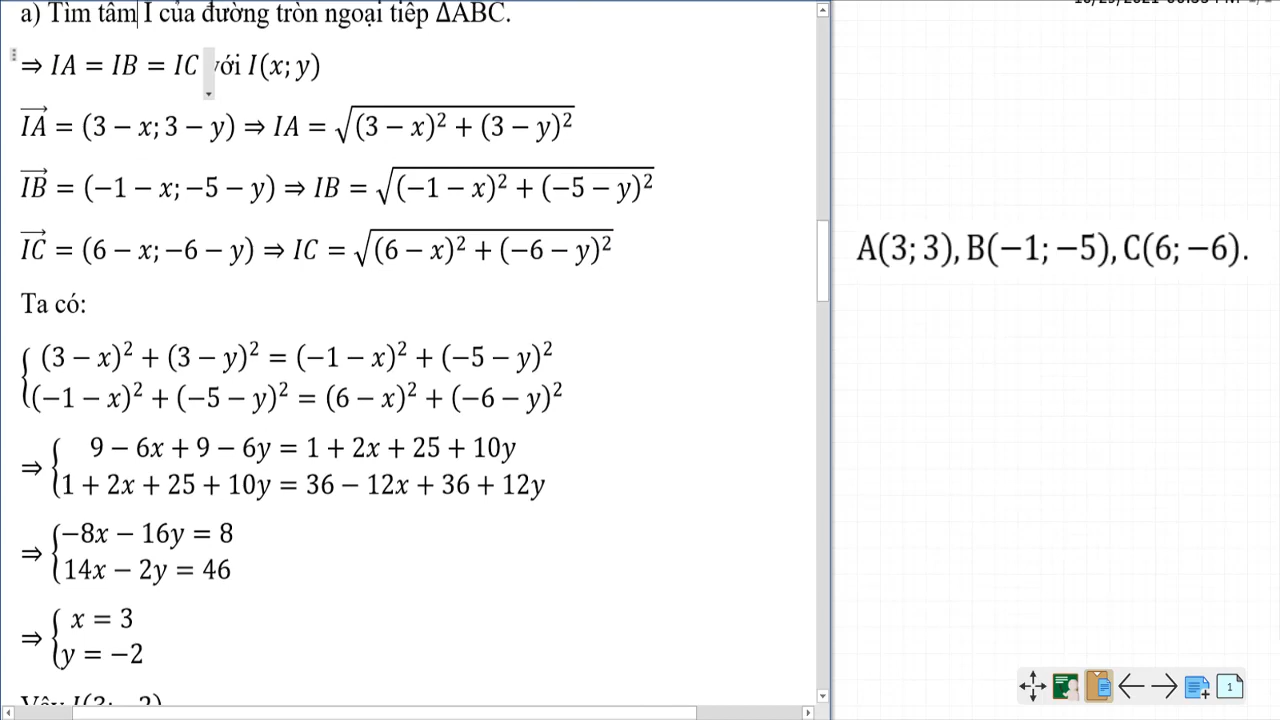 a) Tìm tâm I của đường tròn ngoại tiếp ΔABC.
⇒ IA = IB = IC với I(x; y)
\overrightarrow{IA} = (3 − x; 3 − y) ⇒ IA = √((3 − x)² + (3 − y)²)
\overrightarrow{IB} = (−1 − x; −5 − y) ⇒ IB = √((−1 − x)² + (−5 − y)²)
\overrightarrow{IC} = (6 − x; −6 − y) ⇒ IC = √((6 − x)² + (−6 − y)²)
Ta có:
(3 − x)² + (3 − y)² = (−1 − x)² + (−5 − y)²
(−1 − x)² + (−5 − y)² = (6 − x)² + (−6 − y)²
⇒ { 9 − 6x + 9 − 6y = 1 + 2x + 25 + 10y
1 + 2x + 25 + 10y = 36 − 12x + 36 + 12y
⇒ { −8x − 16y = 8
14x − 2y = 46
⇒ { x = 3
y = −2
A(3; 3), B(−1; −5), C(6; −6).
1